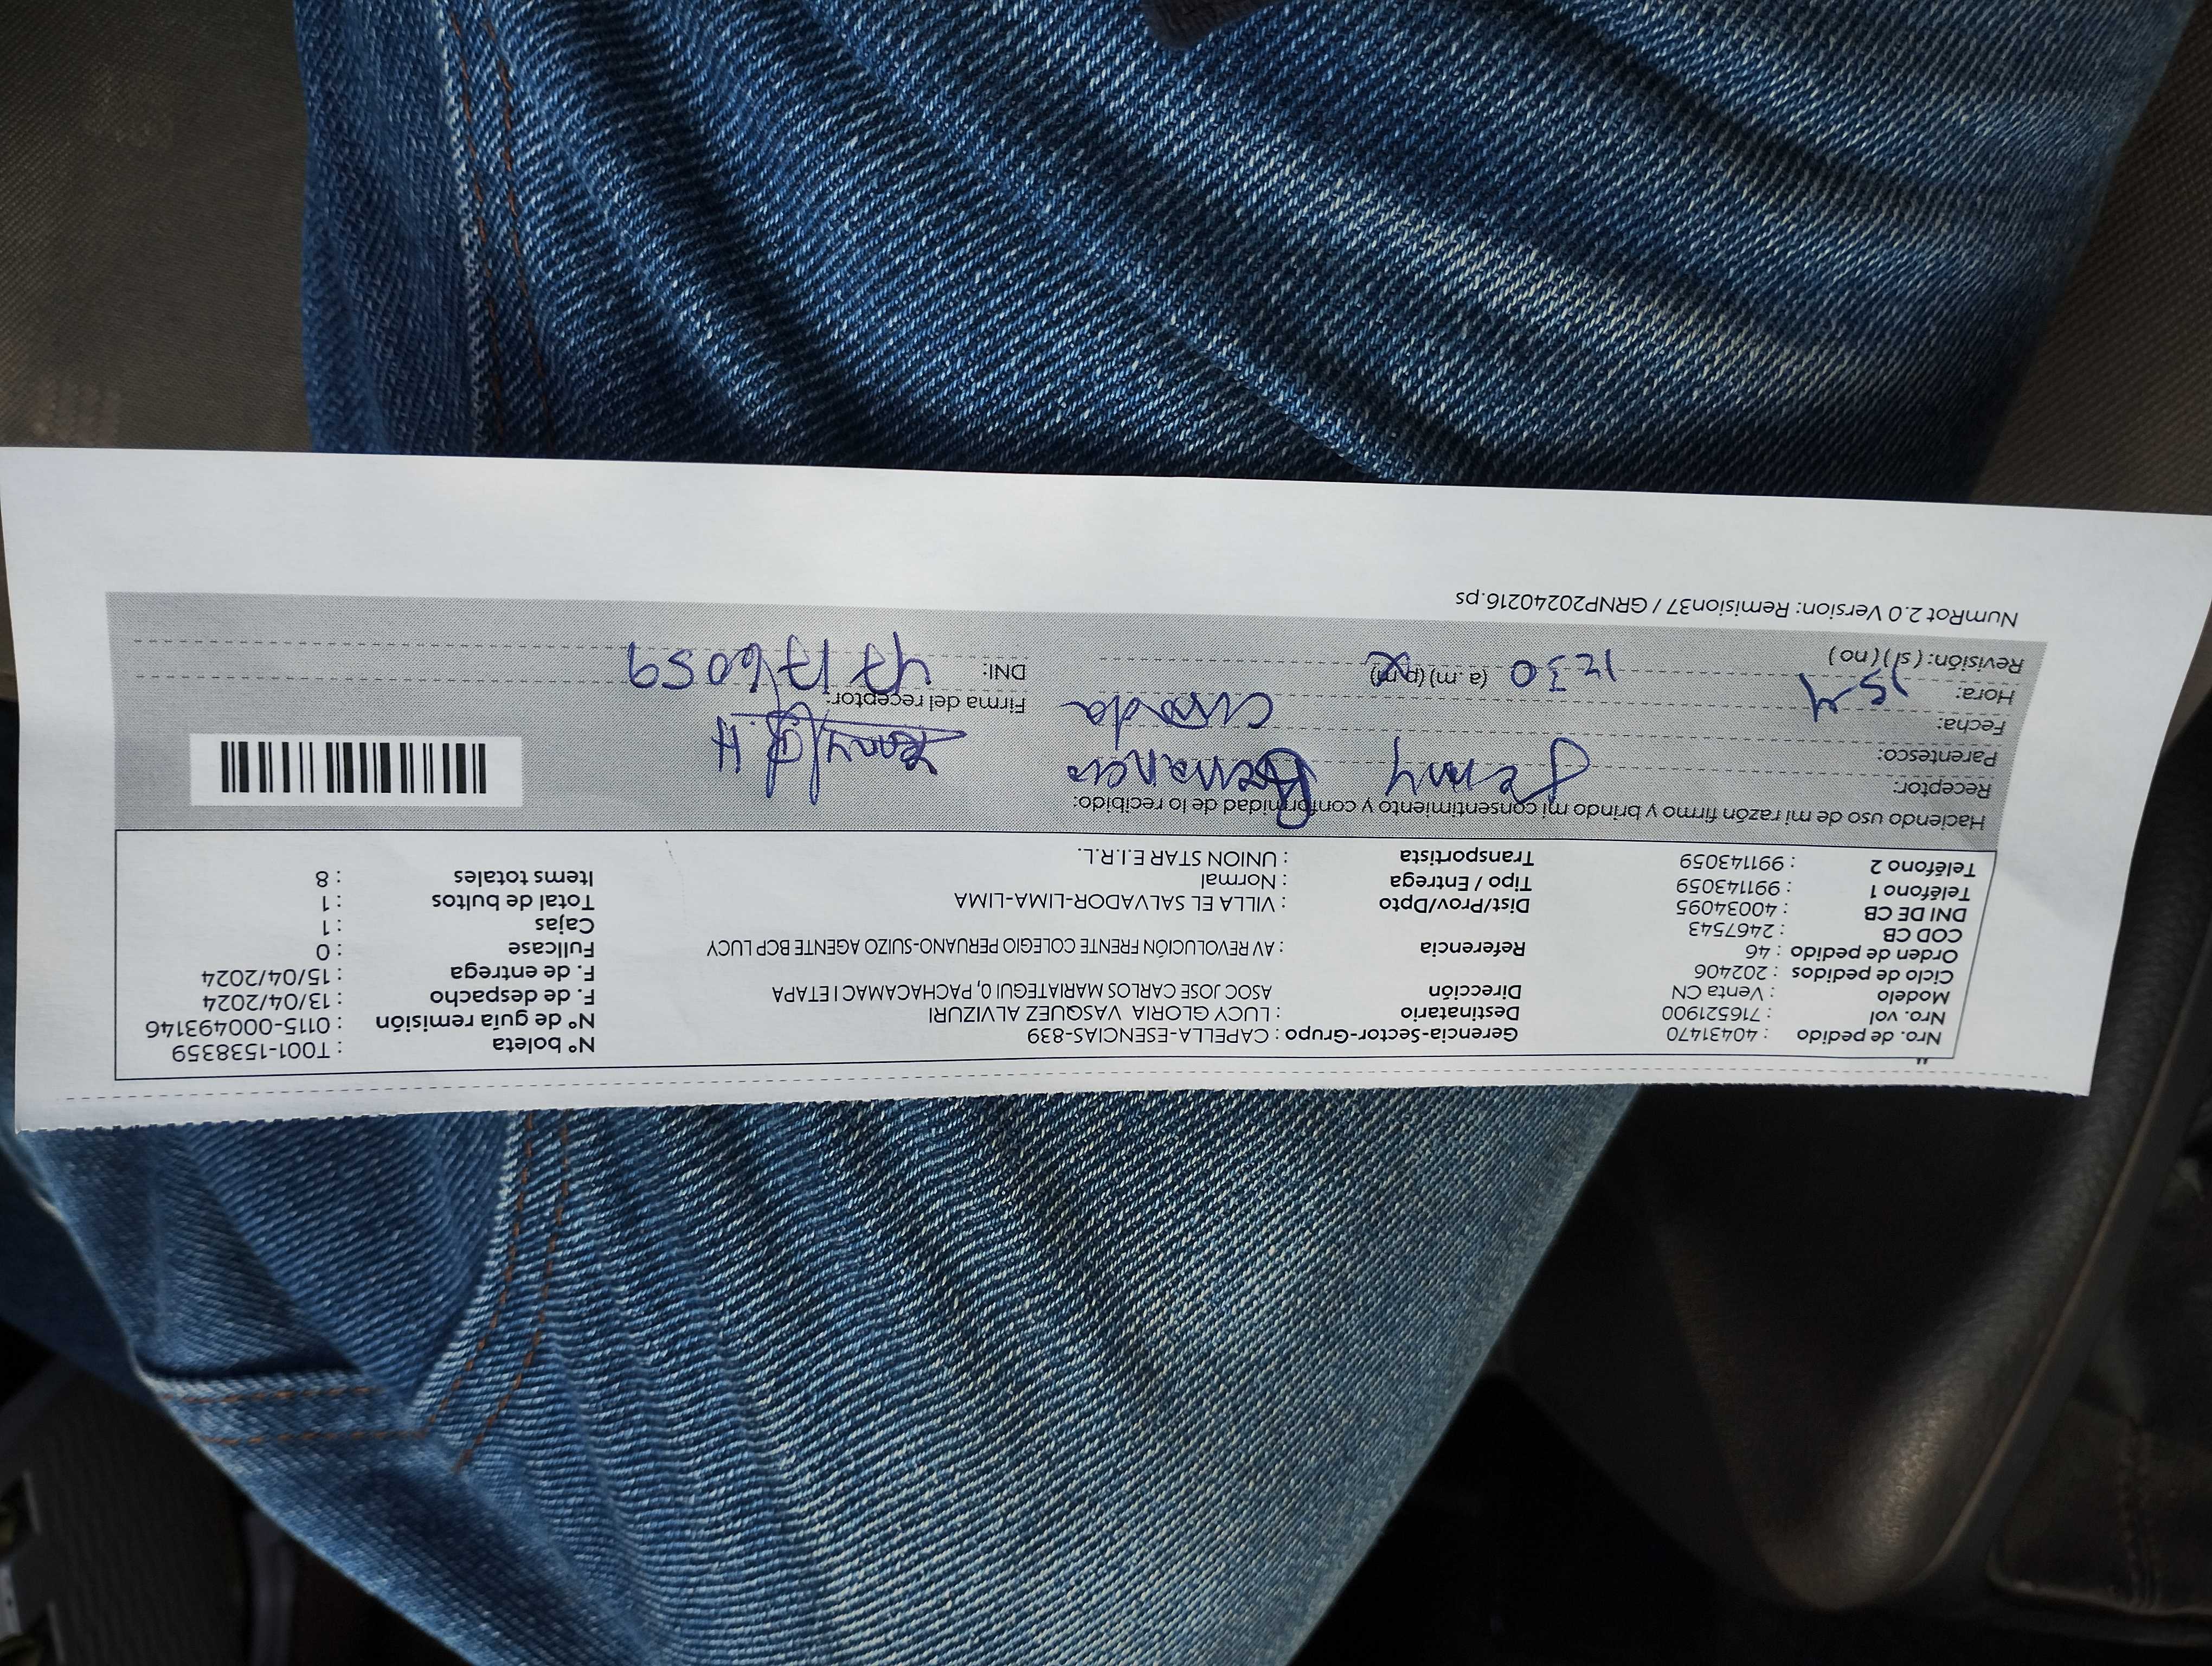 Nro. de pedido : 40431470
Nro. vol : 716521900
Modelo : Venta CN
Ciclo de pedidos : 202406
Orden de pedido : 46
COD CB : 2467543
DNI DE CB : 40034095
Teléfono 1 : 991143059
Teléfono 2 : 991143059
Gerencia-Sector-Grupo : CAPELLA-ESENCIAS-839
Destinatario : LUCY GLORIA VASQUEZ ALVIZURI
Dirección ASOC JOSE CARLOS MARIATEGUI 0, PACHACAMAC I ETAPA
Referencia : AV REVOLUCIÓN FRENTE COLEGIO PERUANO-SUIZO AGENTE BCP LUCY
Dist/Prov/Dpto : VILLA EL SALVADOR-LIMA-LIMA
Tipo / Entrega : Normal
Transportista : UNION STAR E.I.R.L.
N° boleta : T001-1538359
N° de guía remisión : 0115-000493146
F. de despacho : 13/04/2024
F. de entrega : 15/04/2024
Fullcase : 0
Cajas : 1
Total de bultos : 1
Items totales : 8
Haciendo uso de mi razón firmo y brindo mi consentimiento y conformidad de lo recibido:
Receptor: Jenny
Parentesco: cuñada
Fecha: 15-4
Hora: 12:30 (a.m) (pm)
Revisión: (si) (no)
Firma del receptor:
DNI: 47176059
NumRot 2.0 Version: Remision37 / GRNP20240216.ps